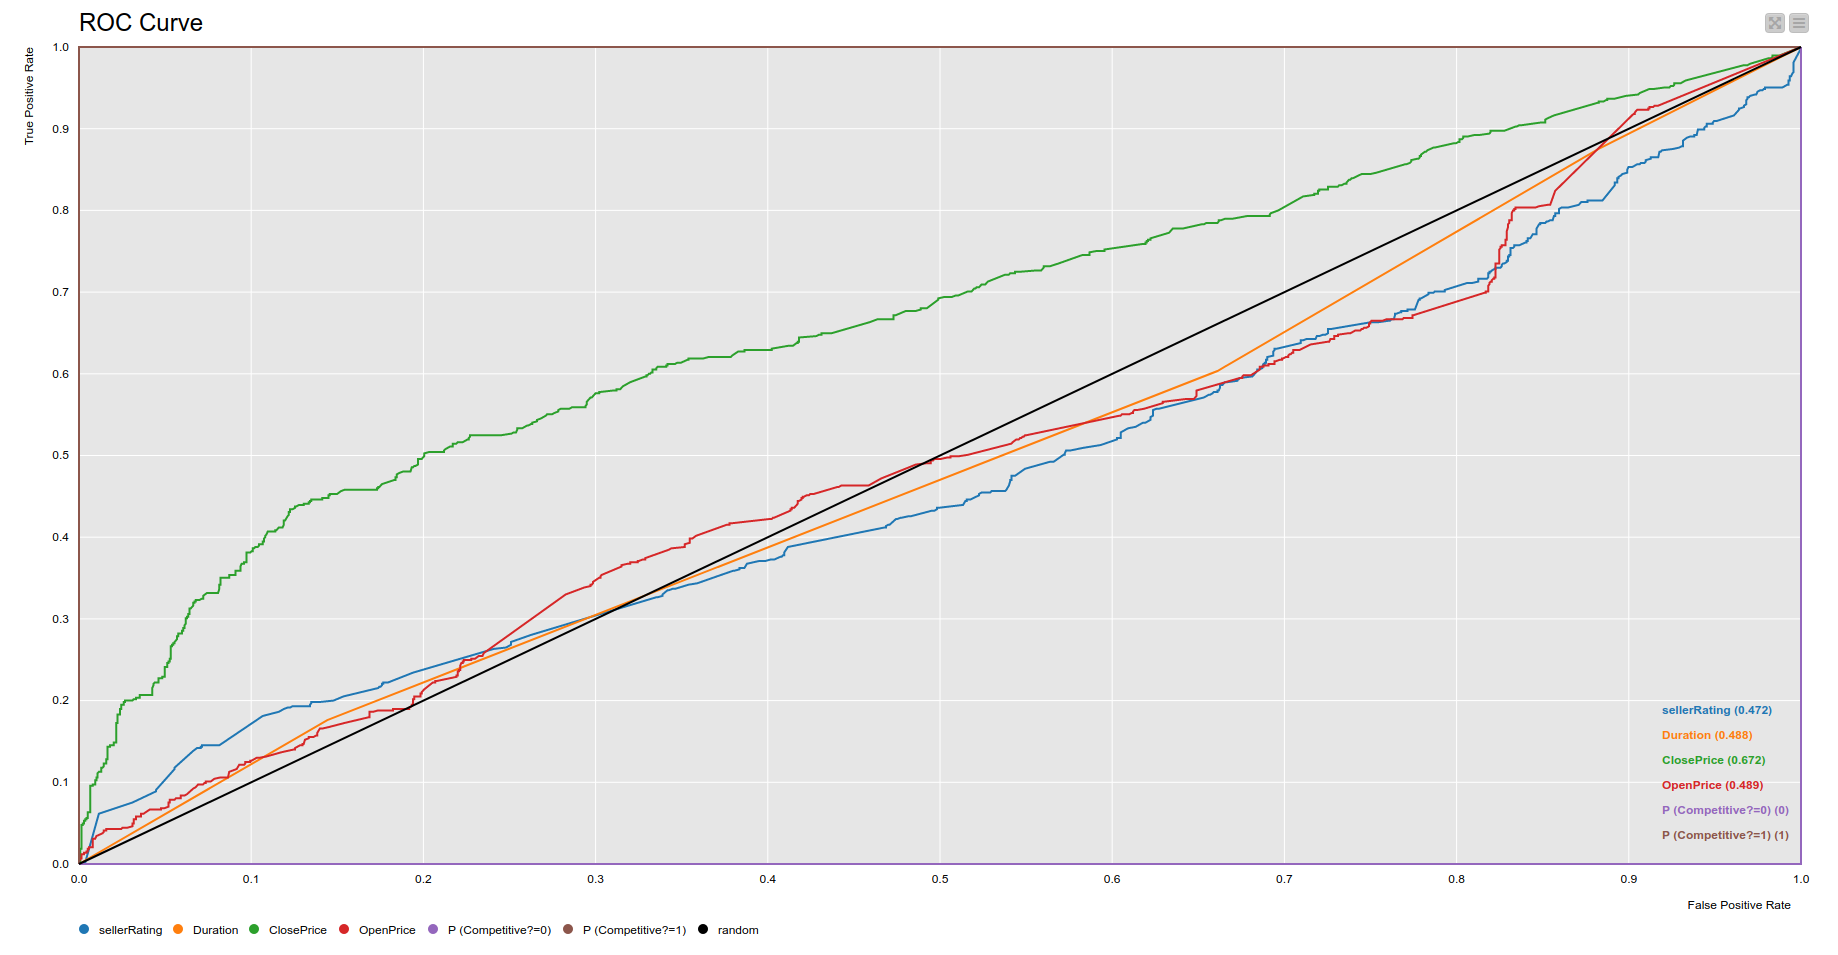 ROC Curve
True Positive Rate
1.0
0.9
0.8
0.7
0.6
0.5
0.4
0.3
0.2
0.1
0.0
sellerRating (0.472)
Duration (0.488)
ClosePrice (0.672)
OpenPrice (0.489)
P (Competitive?=0) (0)
P (Competitive?=1) (1)
0.0 0.1 0.2 0.3 0.4 0.5 0.6 0.7 0.8 0.9 1.0
False Positive Rate
sellerRating Duration ClosePrice OpenPrice P (Competitive?=0) P (Competitive?=1) random